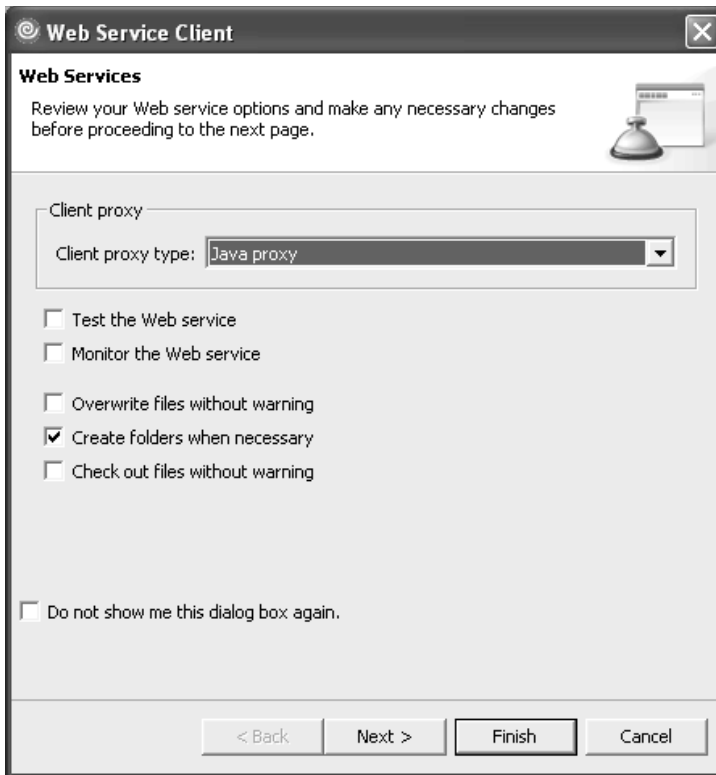 Web Service Client
Web Services
Review your Web service options and make any necessary changes
before proceeding to the next page.
Client proxy
Client proxy type: Java proxy
Test the Web service
Monitor the Web service
Overwrite files without warning
Create folders when necessary
Check out files without warning
Do not show me this dialog box again.
< Back Next > Finish Cancel